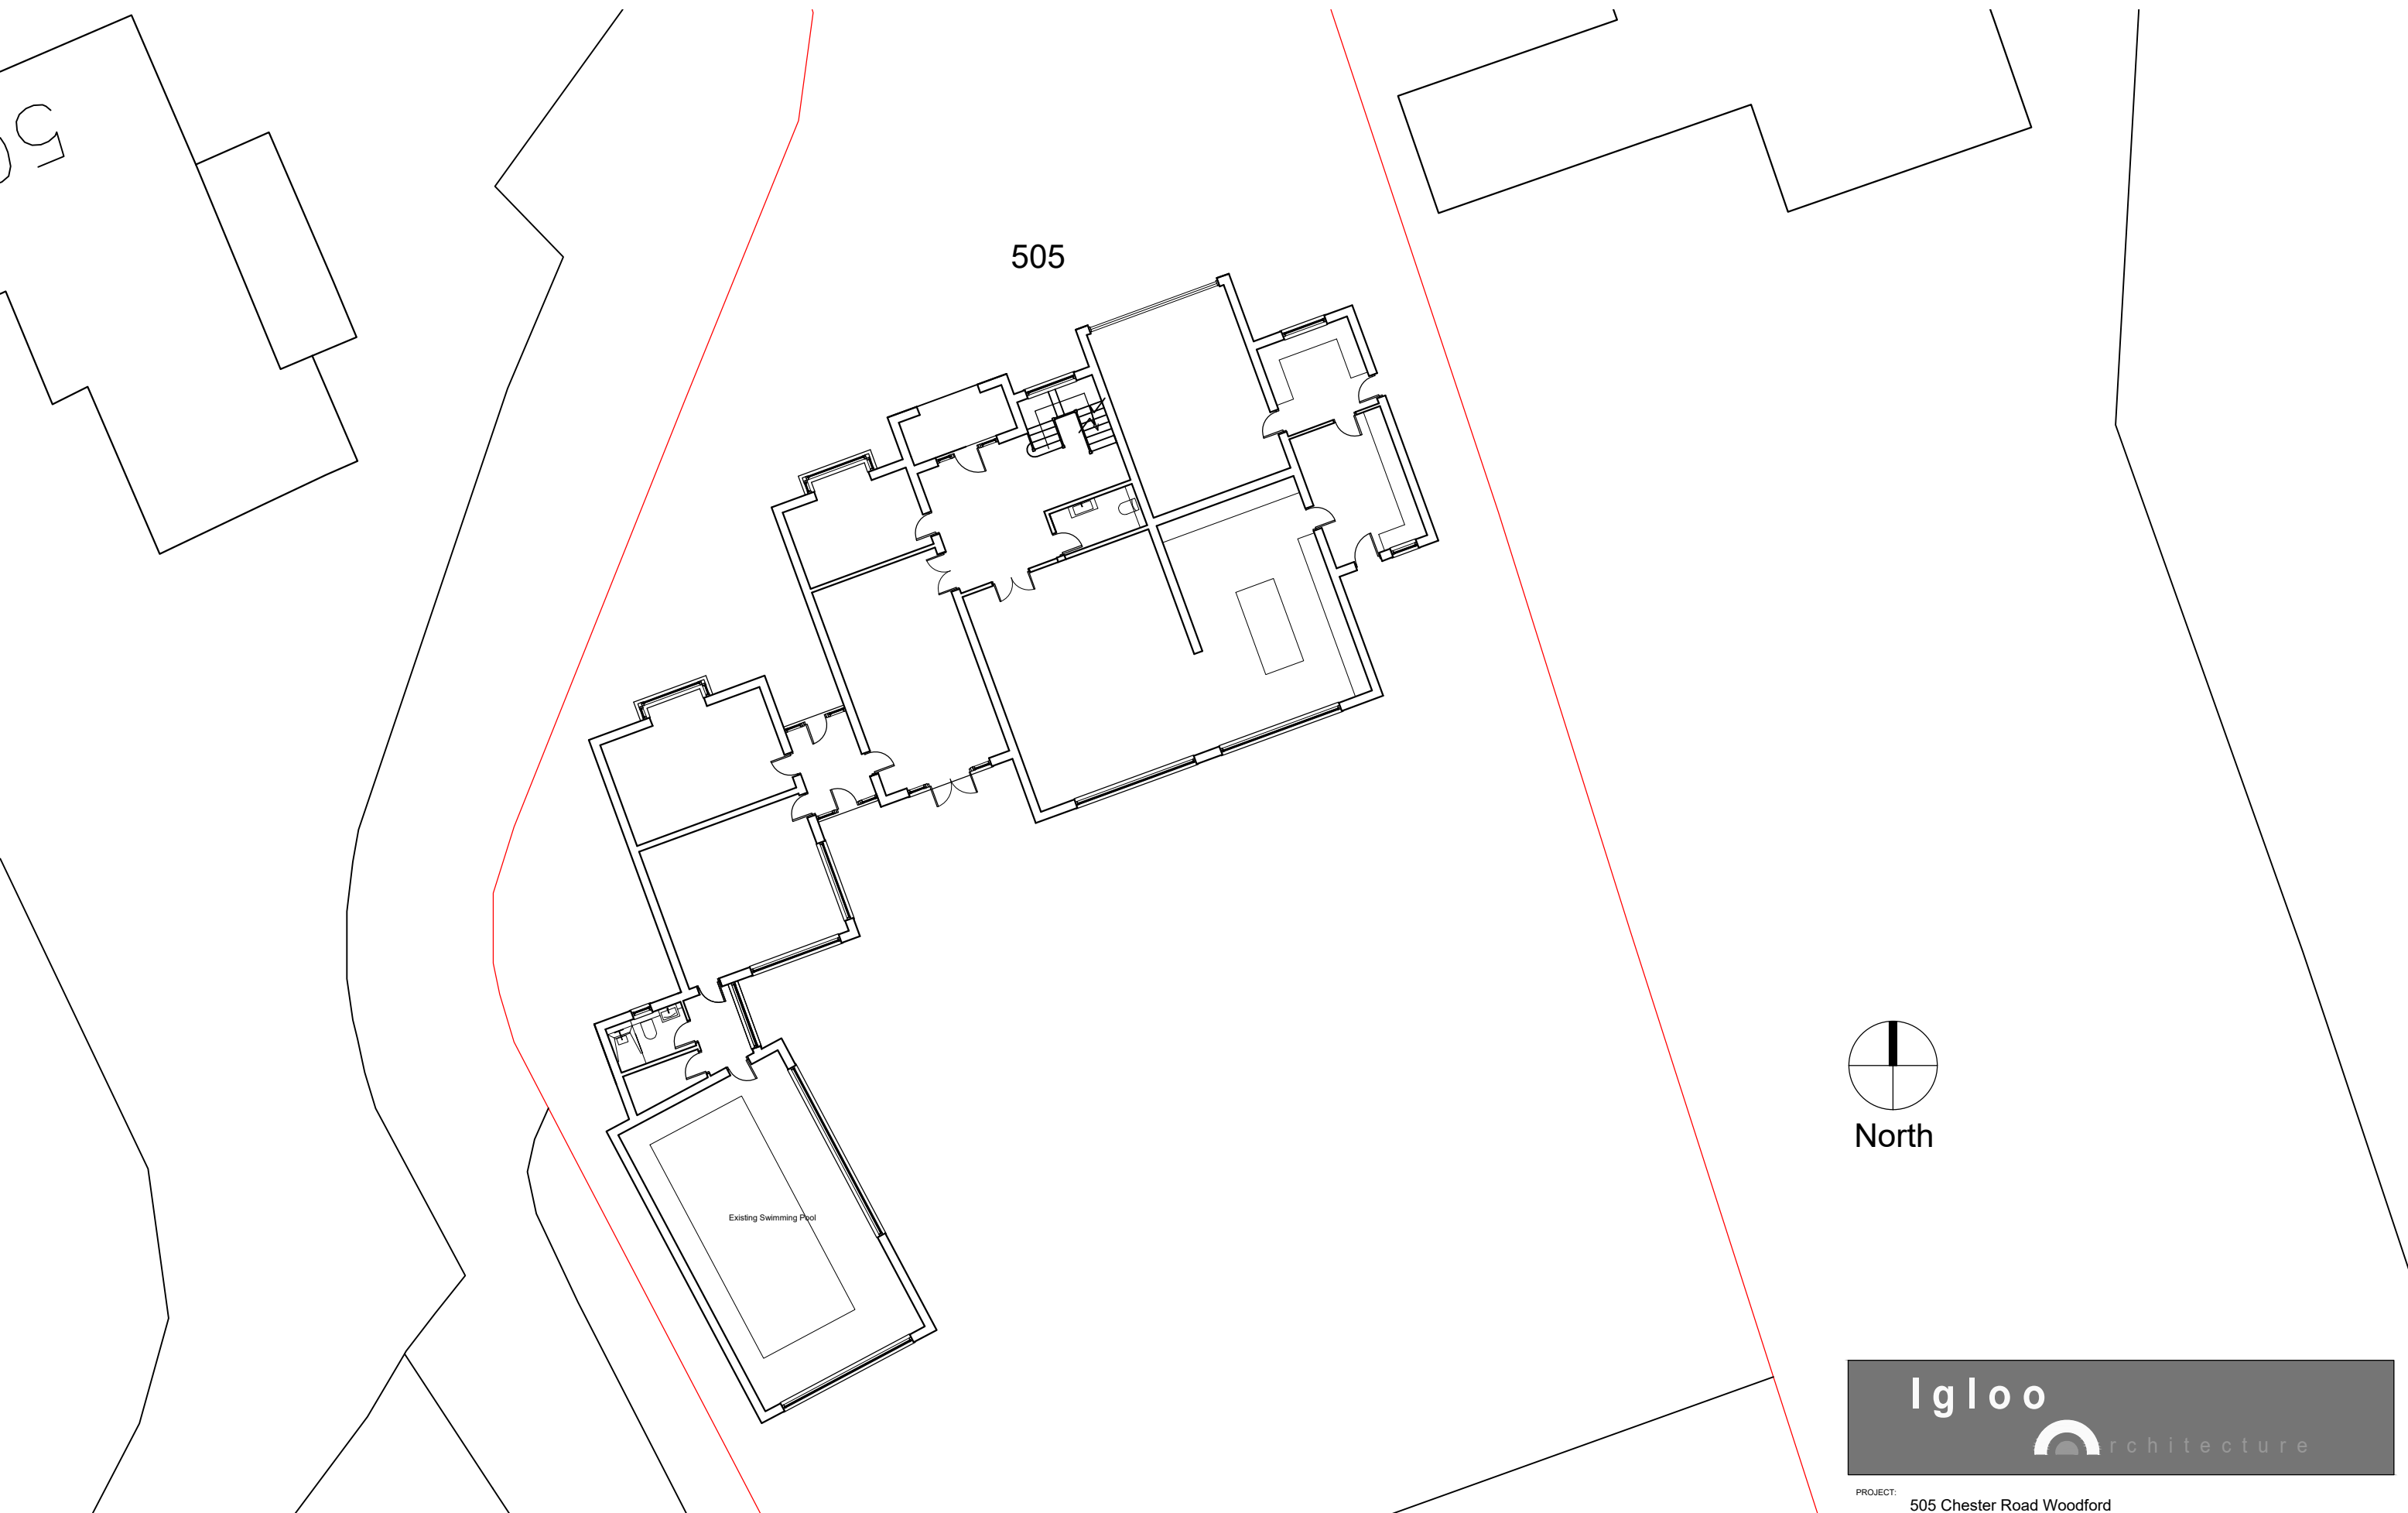 505
Existing Swimming Pool
North
Igloo
rchitecture
PROJECT:
505 Chester Road Woodford